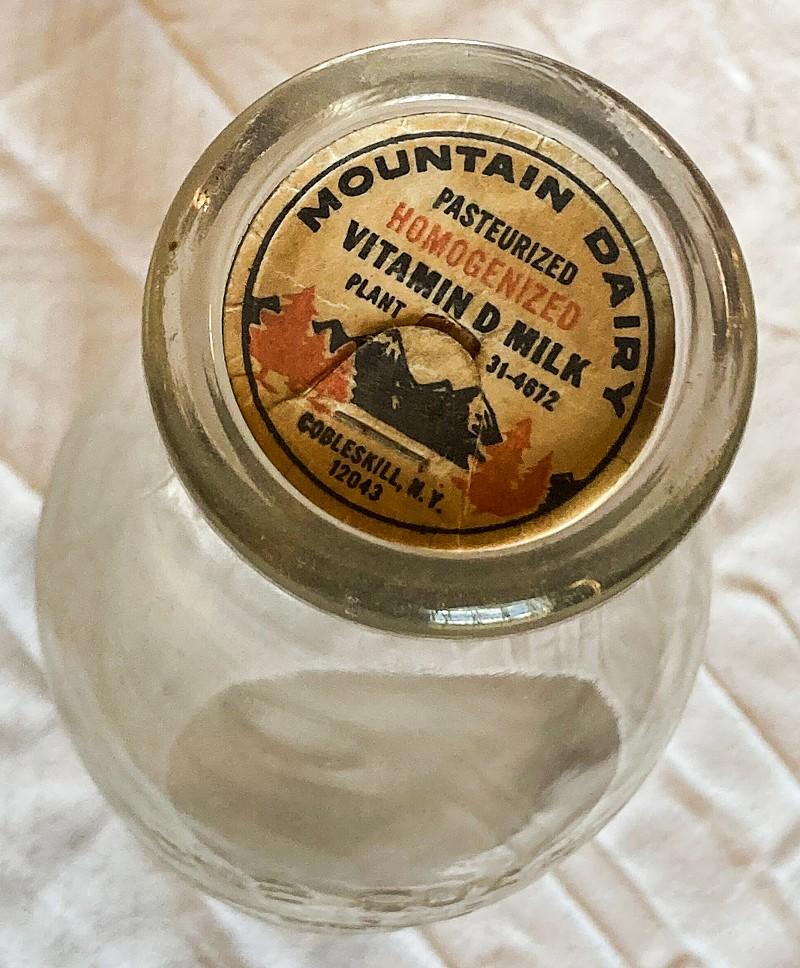 MOUNTAIN DAIRY
PASTEURIZED
HOMOGENIZED
VITAMIN D MILK
PLANT 31-4672
COBLESKILL, N.Y.
12043